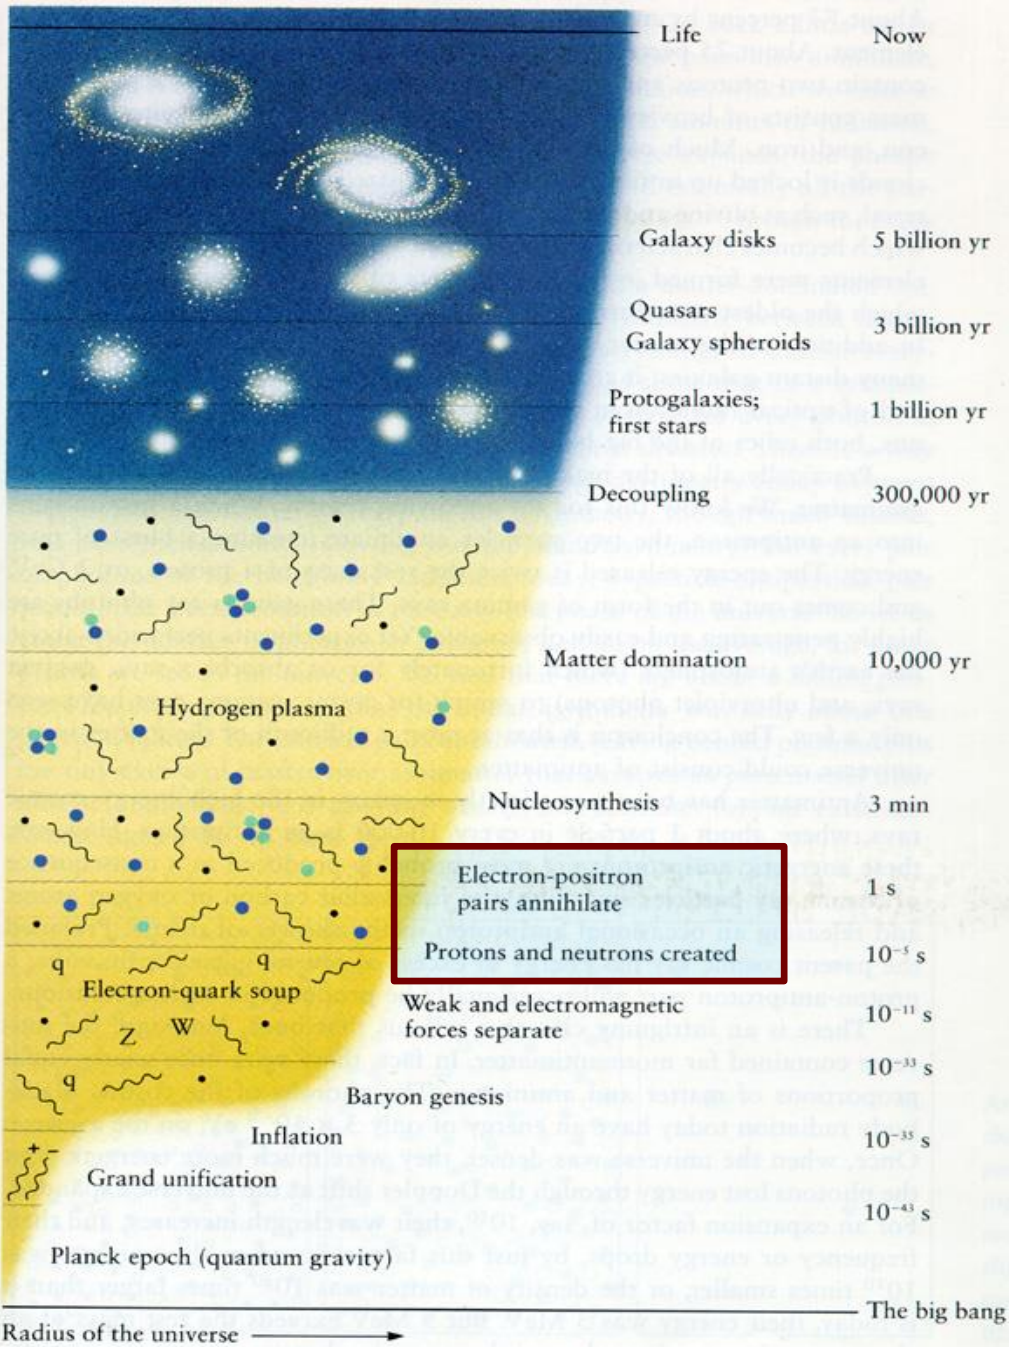 Life Now
Galaxy disks 5 billion yr
Quasars
Galaxy spheroids 3 billion yr
Protogalaxies;
first stars 1 billion yr
Decoupling 300,000 yr
Matter domination 10,000 yr
Hydrogen plasma
Nucleosynthesis 3 min
Electron-positron
pairs annihilate 1 s
Protons and neutrons created 10⁻⁵ s
q q
Electron-quark soup
Weak and electromagnetic
forces separate 10⁻¹¹ s
Z W
10⁻³³ s
q
Baryon genesis
Inflation 10⁻³⁵ s
+ −
Grand unification
10⁻⁴³ s
Planck epoch (quantum gravity)
The big bang
Radius of the universe